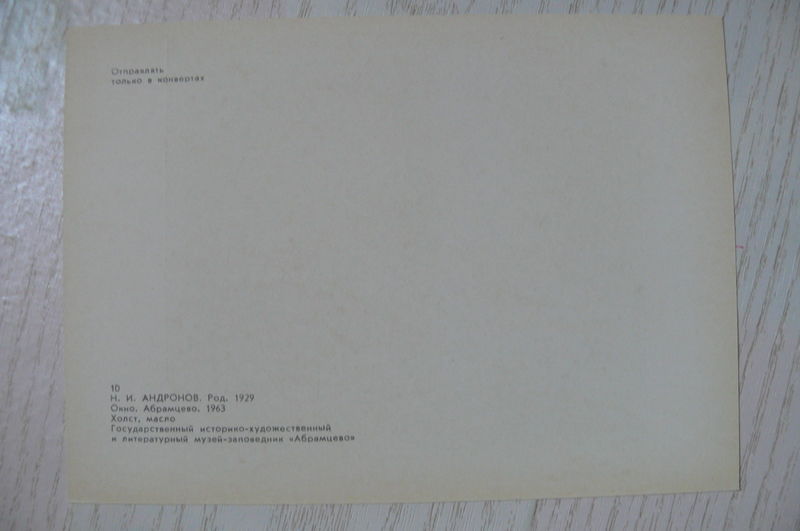 Отправлять
только в конвертах
10
Н. И. АНДРОНОВ. Род. 1929
Окно. Абрамцево. 1963
Холст, масло
Государственный историко-художественный
и литературный музей-заповедник «Абрамцево»